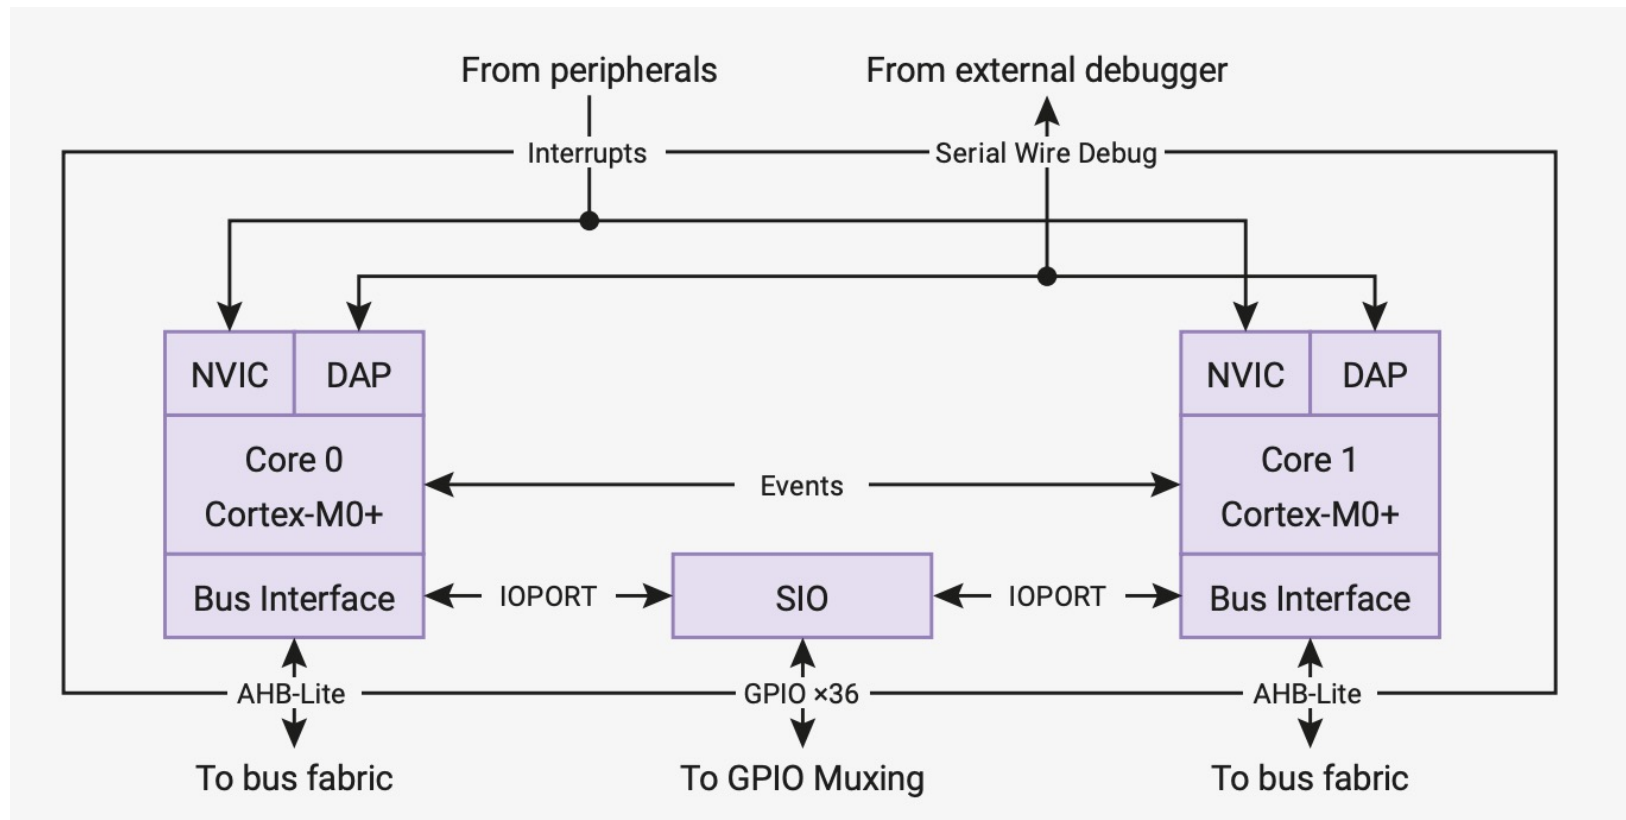 From peripherals
From external debugger
Interrupts
Serial Wire Debug
NVIC
DAP
NVIC
DAP
Core 0
Cortex-M0+
Core 1
Cortex-M0+
Events
Bus Interface
IOPORT
SIO
IOPORT
Bus Interface
AHB-Lite
GPIO ×36
AHB-Lite
To bus fabric
To GPIO Muxing
To bus fabric